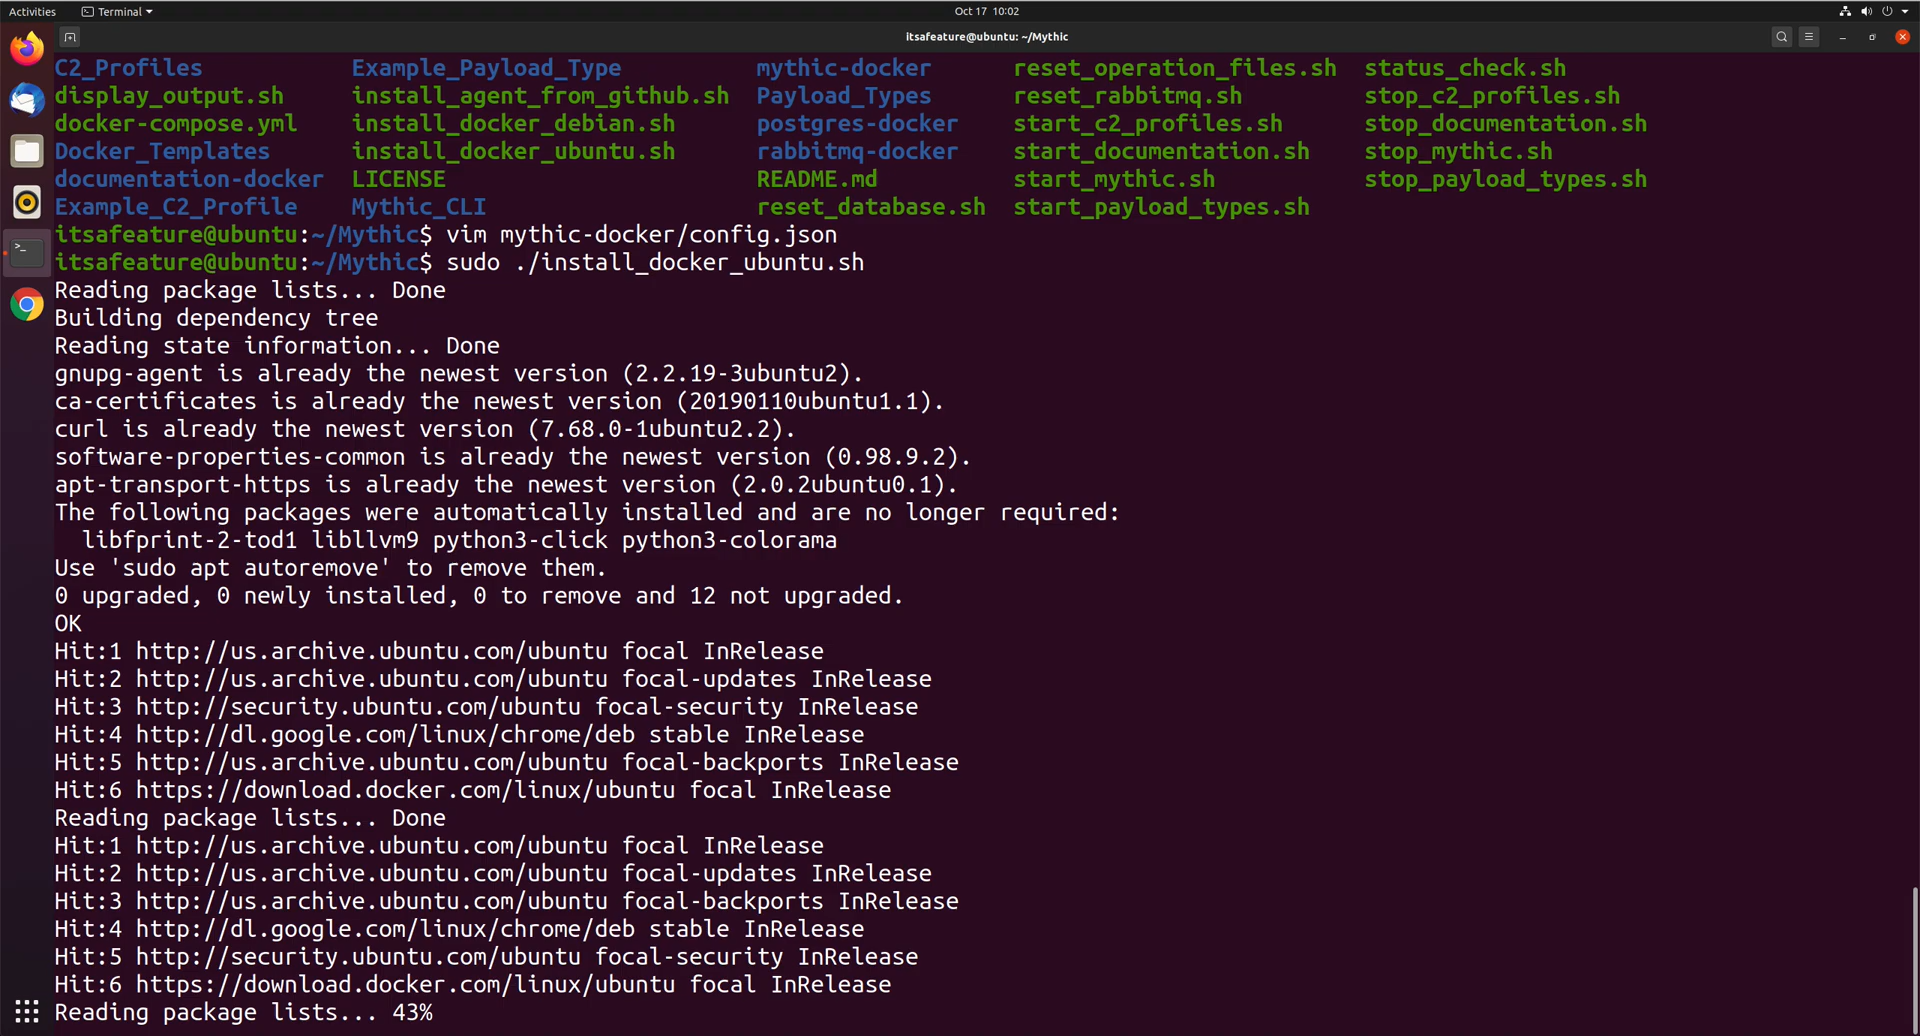 Activities Terminal Oct 17 10:02
itsafeature@ubuntu: ~/Mythic
C2_Profiles Example_Payload_Type mythic-docker reset_operation_files.sh status_check.sh
display_output.sh install_agent_from_github.sh Payload_Types reset_rabbitmq.sh stop_c2_profiles.sh
docker-compose.yml install_docker_debian.sh postgres-docker start_c2_profiles.sh stop_documentation.sh
Docker_Templates install_docker_ubuntu.sh rabbitmq-docker start_documentation.sh stop_mythic.sh
documentation-docker LICENSE README.md start_mythic.sh stop_payload_types.sh
Example_C2_Profile Mythic_CLI reset_database.sh start_payload_types.sh
itsafeature@ubuntu:~/Mythic$ vim mythic-docker/config.json
itsafeature@ubuntu:~/Mythic$ sudo ./install_docker_ubuntu.sh
Reading package lists... Done
Building dependency tree
Reading state information... Done
gnupg-agent is already the newest version (2.2.19-3ubuntu2).
ca-certificates is already the newest version (20190110ubuntu1.1).
curl is already the newest version (7.68.0-1ubuntu2.2).
software-properties-common is already the newest version (0.98.9.2).
apt-transport-https is already the newest version (2.0.2ubuntu0.1).
The following packages were automatically installed and are no longer required:
  libfprint-2-tod1 libllvm9 python3-click python3-colorama
Use 'sudo apt autoremove' to remove them.
0 upgraded, 0 newly installed, 0 to remove and 12 not upgraded.
OK
Hit:1 http://us.archive.ubuntu.com/ubuntu focal InRelease
Hit:2 http://us.archive.ubuntu.com/ubuntu focal-updates InRelease
Hit:3 http://security.ubuntu.com/ubuntu focal-security InRelease
Hit:4 http://dl.google.com/linux/chrome/deb stable InRelease
Hit:5 http://us.archive.ubuntu.com/ubuntu focal-backports InRelease
Hit:6 https://download.docker.com/linux/ubuntu focal InRelease
Reading package lists... Done
Hit:1 http://us.archive.ubuntu.com/ubuntu focal InRelease
Hit:2 http://us.archive.ubuntu.com/ubuntu focal-updates InRelease
Hit:3 http://us.archive.ubuntu.com/ubuntu focal-backports InRelease
Hit:4 http://dl.google.com/linux/chrome/deb stable InRelease
Hit:5 http://security.ubuntu.com/ubuntu focal-security InRelease
Hit:6 https://download.docker.com/linux/ubuntu focal InRelease
Reading package lists... 43%